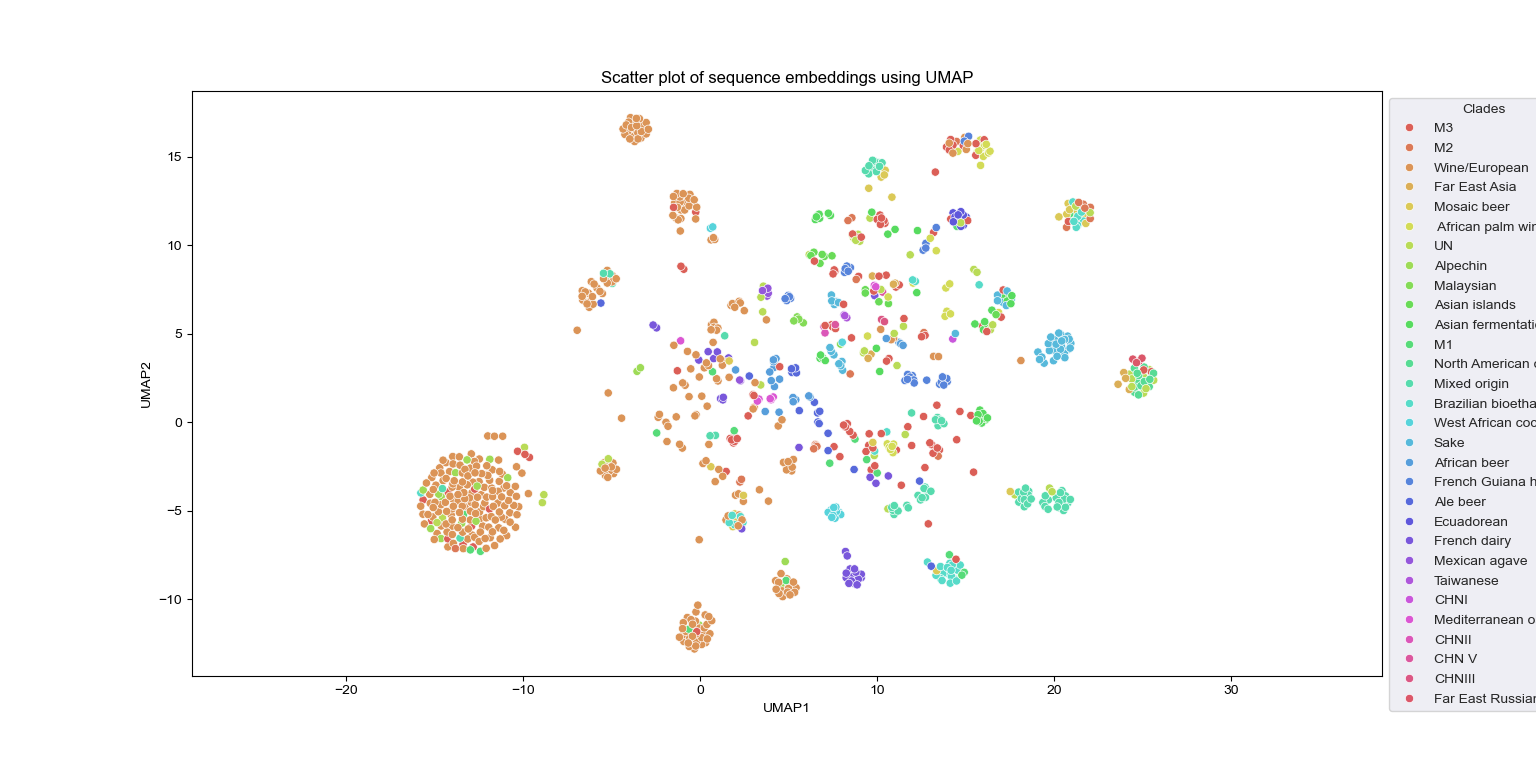 Scatter plot of sequence embeddings using UMAP
15
10
5
0
−5
−10
UMAP2
−20
−10
0
10
20
30
UMAP1
Clades
M3
M2
Wine/European
Far East Asia
Mosaic beer
African palm win
UN
Alpechin
Malaysian
Asian islands
Asian fermentati
M1
North American o
Mixed origin
Brazilian bioetha
West African coc
Sake
African beer
French Guiana h
Ale beer
Ecuadorean
French dairy
Mexican agave
Taiwanese
CHNI
Mediterranean o
CHNII
CHN V
CHNIII
Far East Russian